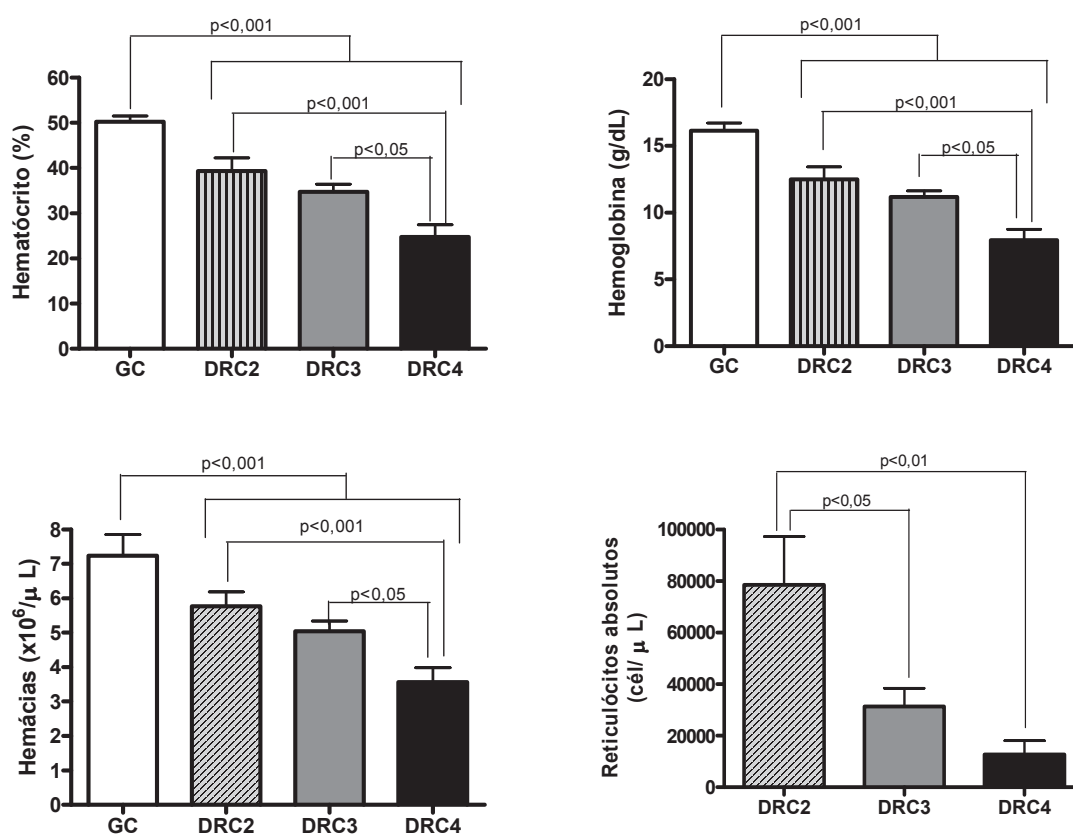 p<0,001
p<0,001
p<0,05
Hematócrito (%)
60
50
40
30
20
10
0
GC DRC2 DRC3 DRC4
p<0,001
p<0,001
p<0,05
Hemoglobina (g/dL)
20
15
10
5
0
GC DRC2 DRC3 DRC4
p<0,001
p<0,001
p<0,05
Hemácias (x10⁶/μ L)
8
7
6
5
4
3
2
1
0
GC DRC2 DRC3 DRC4
p<0,01
p<0,05
Reticulócitos absolutos
(cél/ μ L)
100000
80000
60000
40000
20000
0
DRC2 DRC3 DRC4